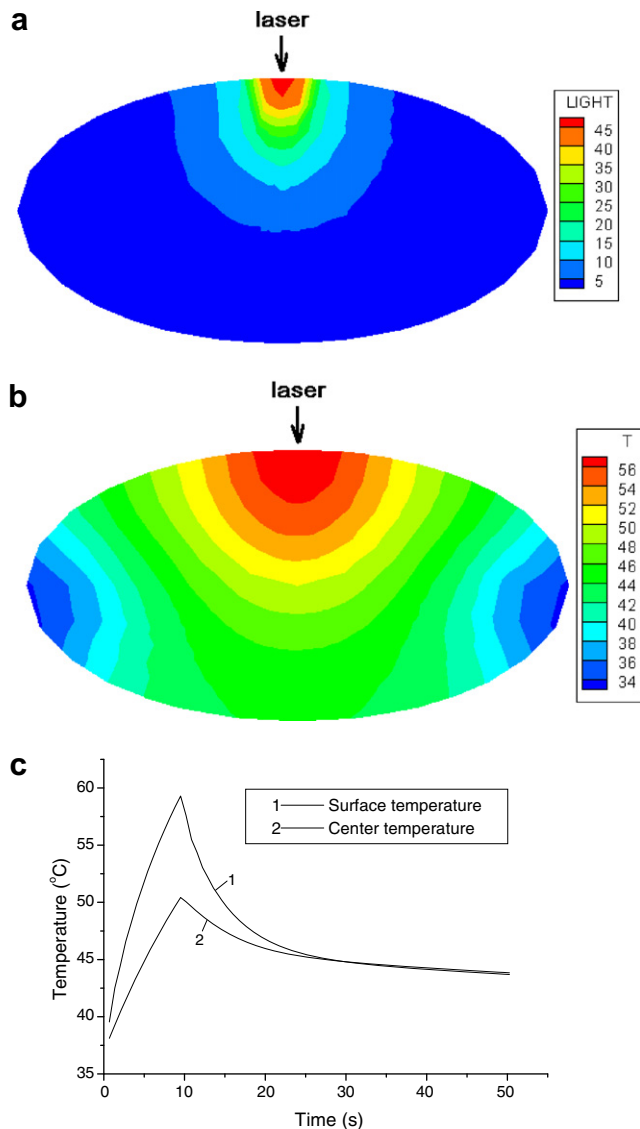 a
laser
LIGHT
45
40
35
30
25
20
15
10
5
b
laser
T
56
54
52
50
48
46
44
42
40
38
36
34
c
60
55
50
45
40
35
Temperature (°C)
1 Surface temperature
2 Center temperature
1
2
0 10 20 30 40 50
Time (s)